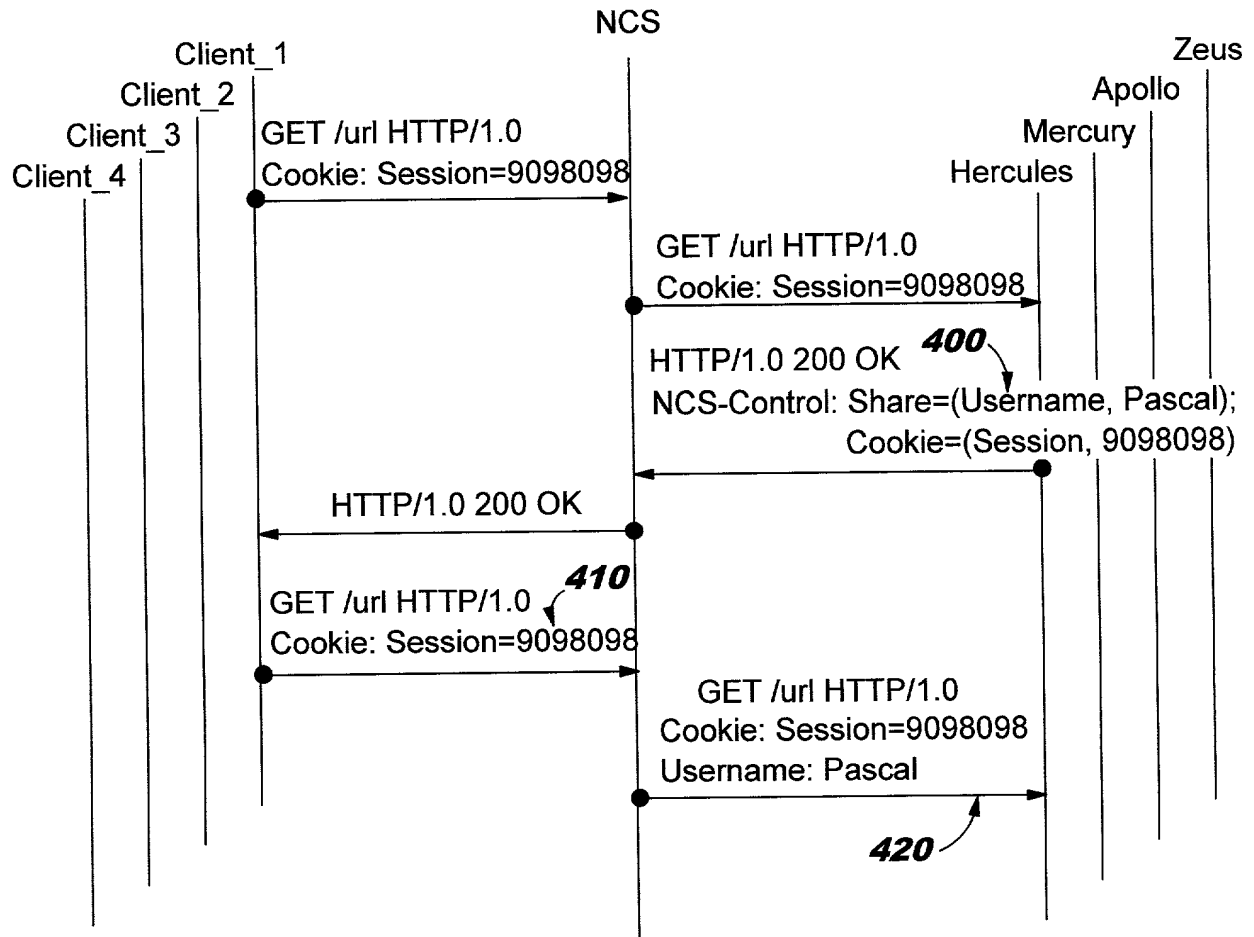 NCS
Client_1
Zeus
Client_2
Apollo
Client_3
GET /url HTTP/1.0
Mercury
Client_4
Cookie: Session=9098098
Hercules
GET /url HTTP/1.0
Cookie: Session=9098098
400
HTTP/1.0 200 OK
NCS-Control: Share=(Username, Pascal);
Cookie=(Session, 9098098)
HTTP/1.0 200 OK
410
GET /url HTTP/1.0
Cookie: Session=9098098
GET /url HTTP/1.0
Cookie: Session=9098098
Username: Pascal
420